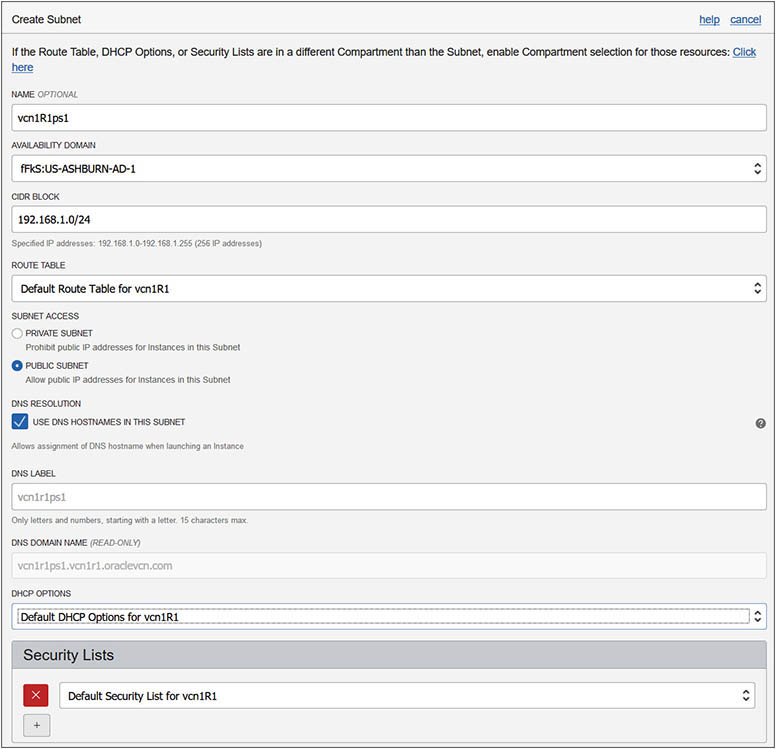 Create Subnet
help cancel
If the Route Table, DHCP Options, or Security Lists are in a different Compartment than the Subnet, enable Compartment selection for those resources: Click
here
NAME OPTIONAL
vcn1R1ps1
AVAILABILITY DOMAIN
fFkS:US-ASHBURN-AD-1
CIDR BLOCK
192.168.1.0/24
Specified IP addresses: 192.168.1.0-192.168.1.255 (256 IP addresses)
ROUTE TABLE
Default Route Table for vcn1R1
SUBNET ACCESS
PRIVATE SUBNET
Prohibit public IP addresses for Instances in this Subnet
PUBLIC SUBNET
Allow public IP addresses for Instances in this Subnet
DNS RESOLUTION
USE DNS HOSTNAMES IN THIS SUBNET
?
Allows assignment of DNS hostname when launching an Instance
DNS LABEL
vcn1r1ps1
Only letters and numbers, starting with a letter. 15 characters max.
DNS DOMAIN NAME (READ-ONLY)
vcn1r1ps1.vcn1r1.oraclevcn.com
DHCP OPTIONS
Default DHCP Options for vcn1R1
Security Lists
Default Security List for vcn1R1
+